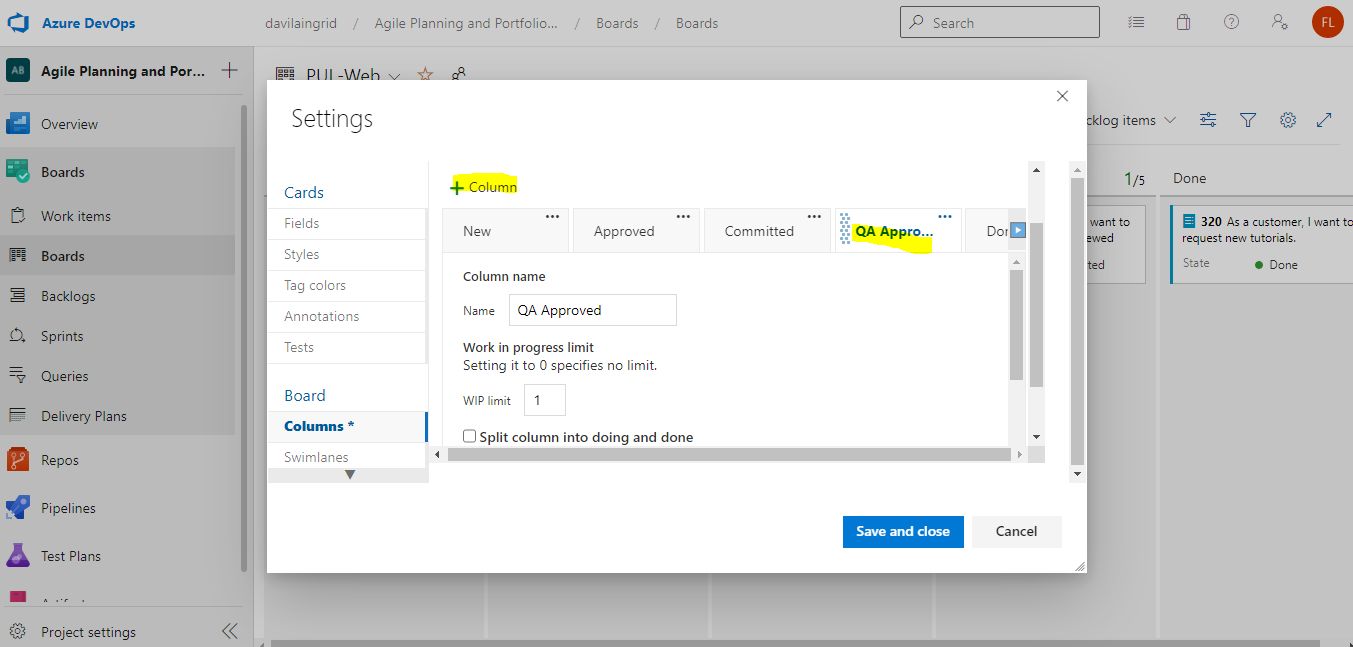 Azure DevOps
davilaingrid / Agile Planning and Portfolio... / Boards / Boards
Search
FL
AB
Agile Planning and Por...
Overview
Boards
Work items
Boards
Backlogs
Sprints
Queries
Delivery Plans
Repos
Pipelines
Test Plans
Project settings
PUL-Web
cklog items
1/5
Done
want to
ewed
ted
320 As a customer, I want to
request new tutorials.
State Done
Settings
Cards
Fields
Styles
Tag colors
Annotations
Tests
Board
Columns *
Swimlanes
+ Column
New
Approved
Committed
QA Appro...
Don
Column name
Name QA Approved
Work in progress limit
Setting it to 0 specifies no limit.
WIP limit 1
Split column into doing and done
Save and close
Cancel